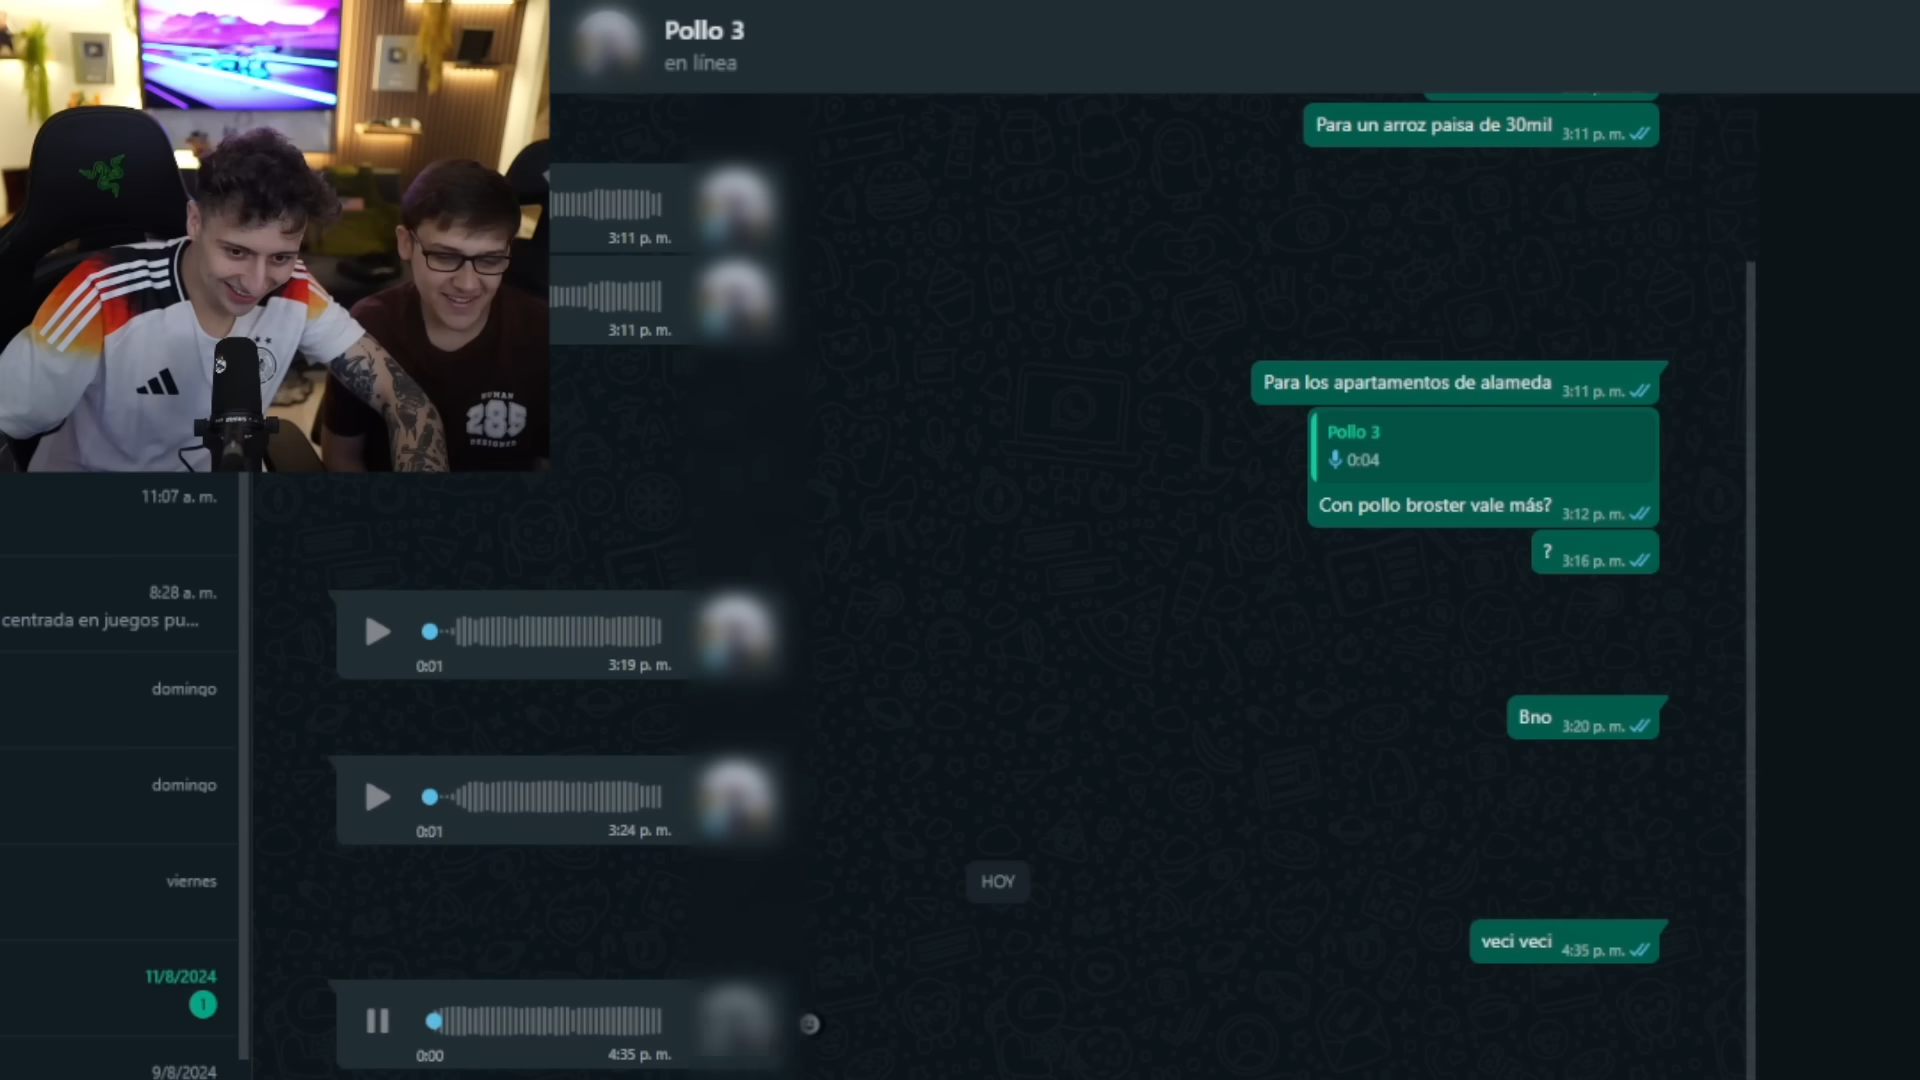 Pollo 3
en línea
Para un arroz paisa de 30mil
3:11 p. m.
3:11 p. m.
3:11 p. m.
Para los apartamentos de alameda
3:11 p. m.
Pollo 3
0:04
Con pollo broster vale más?
3:12 p. m.
?
3:16 p. m.
0:01
3:19 p. m.
Bno
3:20 p. m.
0:01
3:24 p. m.
HOY
veci veci
4:35 p. m.
0:00
4:35 p. m.
11:07 a. m.
8:28 a. m.
centrada en juegos pu...
domingo
domingo
viernes
11/8/2024
1
9/8/2024
HUMAN
285
DESIGNED